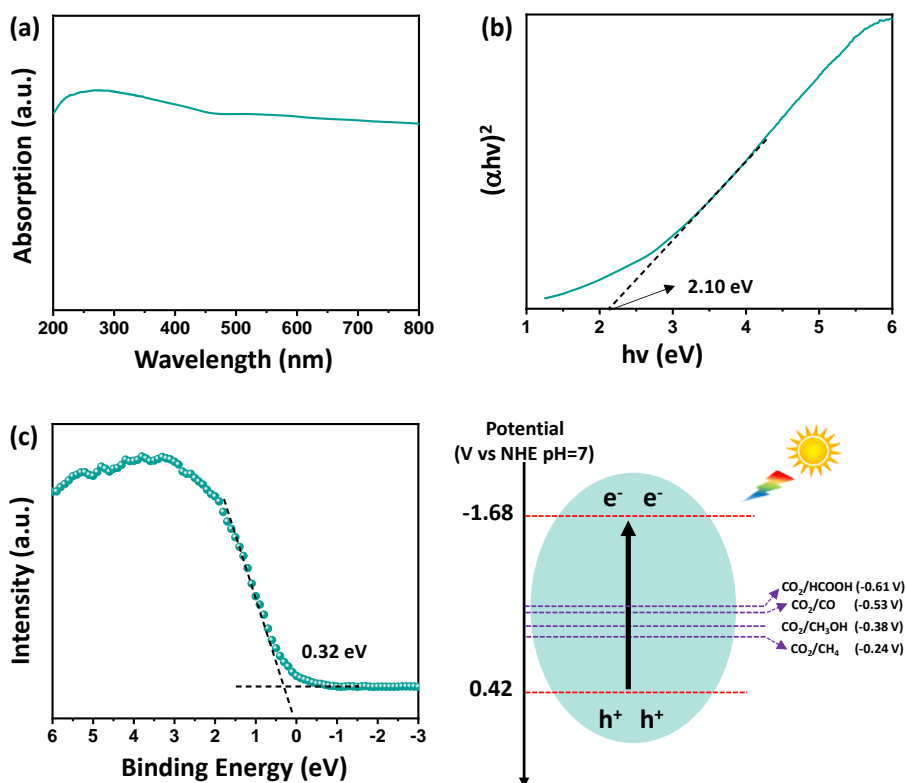 (a)
Absorption (a.u.)
200 300 400 500 600 700 800
Wavelength (nm)
(b)
(αhν)²
2.10 eV
1 2 3 4 5 6
hν (eV)
(c)
Intensity (a.u.)
0.32 eV
6 5 4 3 2 1 0 -1 -2 -3
Binding Energy (eV)
Potential
(V vs NHE pH=7)
e⁻ e⁻
-1.68
CO₂/HCOOH (-0.61 V)
CO₂/CO (-0.53 V)
CO₂/CH₃OH (-0.38 V)
CO₂/CH₄ (-0.24 V)
0.42
h⁺ h⁺